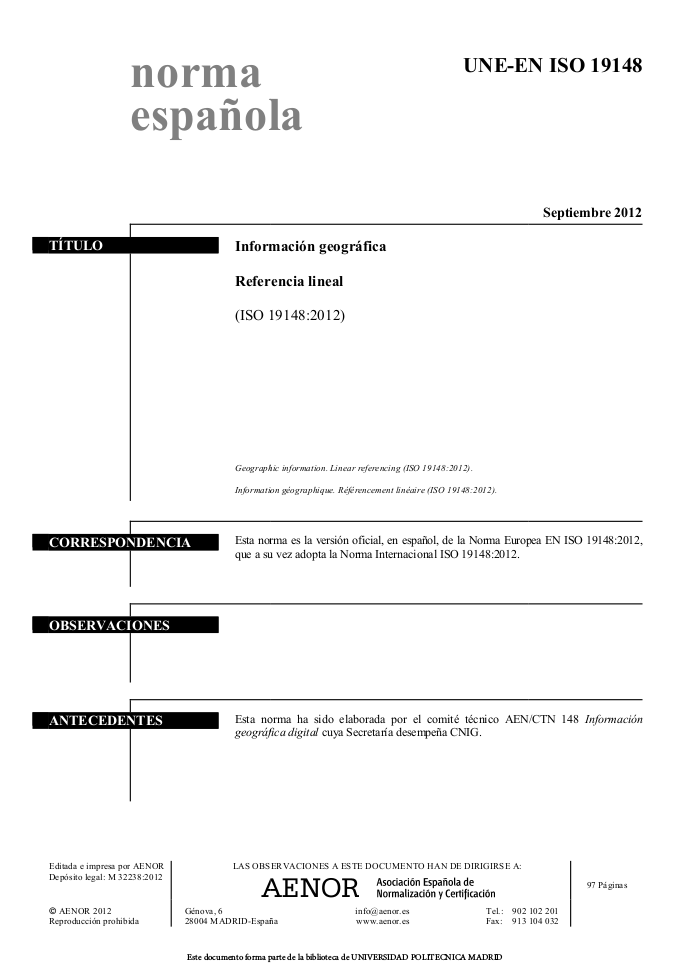 norma
española
UNE-EN ISO 19148
Septiembre 2012
TÍTULO
Información geográfica
Referencia lineal
(ISO 19148:2012)
Geographic information. Linear referencing (ISO 19148:2012).
Information géographique. Référencement linéaire (ISO 19148:2012).
CORRESPONDENCIA
Esta norma es la versión oficial, en español, de la Norma Europea EN ISO 19148:2012,
que a su vez adopta la Norma Internacional ISO 19148:2012.
OBSERVACIONES
ANTECEDENTES
Esta norma ha sido elaborada por el comité técnico AEN/CTN 148 Información
geográfica digital cuya Secretaría desempeña CNIG.
Editada e impresa por AENOR
Depósito legal: M 32238:2012
LAS OBSERVACIONES A ESTE DOCUMENTO HAN DE DIRIGIRSE A:
AENOR
Asociación Española de
Normalización y Certificación
97 Páginas
© AENOR 2012
Reproducción prohibida
Génova, 6
28004 MADRID-España
info@aenor.es
www.aenor.es
Tel.: 902 102 201
Fax: 913 104 032
Este documento forma parte de la biblioteca de UNIVERSIDAD POLITECNICA MADRID